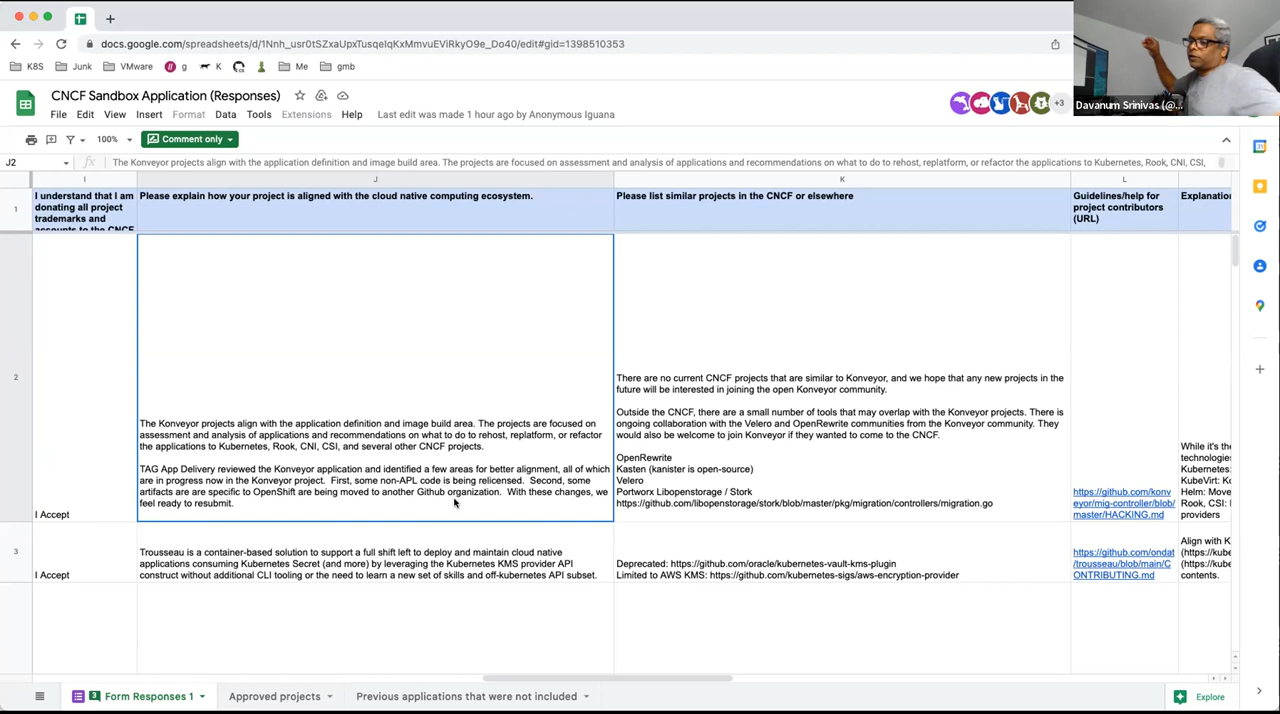 docs.google.com/spreadsheets/d/1Nnh_usr0tSZxaUpxTusqeIqKxMmvuEViRkyO9e_Do40/edit#gid=1398510353
K8S
Junk
VMware
g
K
Me
gmb
CNCF Sandbox Application (Responses)
+3
Davanum Srinivas (@...
File Edit View Insert Format Data Tools Extensions Help Last edit was made 1 hour ago by Anonymous Iguana
100%
Comment only
J2
fx
The Konveyor projects align with the application definition and image build area. The projects are focused on assessment and analysis of applications and recommendations on what to do to rehost, replatform, or refactor the applications to Kubernetes, Rook, CNI, CSI,
I
J
K
L
1
I understand that I am
donating all project
trademarks and
accounts to the CNCF
Please explain how your project is aligned with the cloud native computing ecosystem.
Please list similar projects in the CNCF or elsewhere
Guidelines/help for
project contributors
(URL)
Explanation
2
I Accept
The Konveyor projects align with the application definition and image build area. The projects are focused on
assessment and analysis of applications and recommendations on what to do to rehost, replatform, or refactor
the applications to Kubernetes, Rook, CNI, CSI, and several other CNCF projects.
TAG App Delivery reviewed the Konveyor application and identified a few areas for better alignment, all of which
are in progress now in the Konveyor project. First, some non-APL code is being relicensed. Second, some
artifacts are are specific to OpenShift are being moved to another Github organization. With these changes, we
feel ready to resubmit.
There are no current CNCF projects that are similar to Konveyor, and we hope that any new projects in the
future will be interested in joining the open Konveyor community.
Outside the CNCF, there are a small number of tools that may overlap with the Konveyor projects. There is
ongoing collaboration with the Velero and OpenRewrite communities from the Konveyor community. They
would also be welcome to join Konveyor if they wanted to come to the CNCF.
OpenRewrite
Kasten (kanister is open-source)
Velero
Portworx Libopenstorage / Stork
https://github.com/libopenstorage/stork/blob/master/pkg/migration/controllers/migration.go
https://github.com/konv
eyor/mig-controller/blob/
master/HACKING.md
While it's the
technologies
Kubernetes:
KubeVirt: Ko
Helm: Move
Rook, CSI:
providers
3
I Accept
Trousseau is a container-based solution to support a full shift left to deploy and maintain cloud native
applications consuming Kubernetes Secret (and more) by leveraging the Kubernetes KMS provider API
construct without additional CLI tooling or the need to learn a new set of skills and off-kubernetes API subset.
Deprecated: https://github.com/oracle/kubernetes-vault-kms-plugin
Limited to AWS KMS: https://github.com/kubernetes-sigs/aws-encryption-provider
https://github.com/ondat
/trousseau/blob/main/C
ONTRIBUTING.md
Align with K
(https://kube
(https://kube
contents.
3 Form Responses 1
Approved projects
Previous applications that were not included
Explore